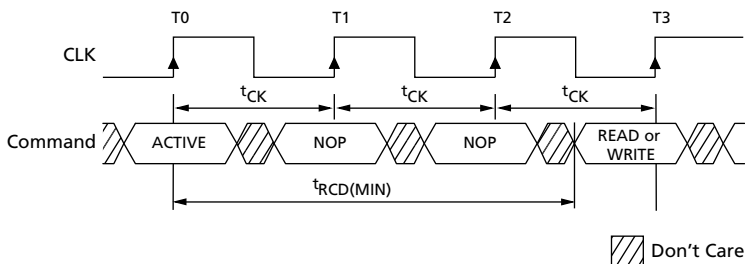 T0 T1 T2 T3
CLK
tCK tCK tCK
Command ACTIVE NOP NOP READ or
WRITE
tRCD(MIN)
Don't Care